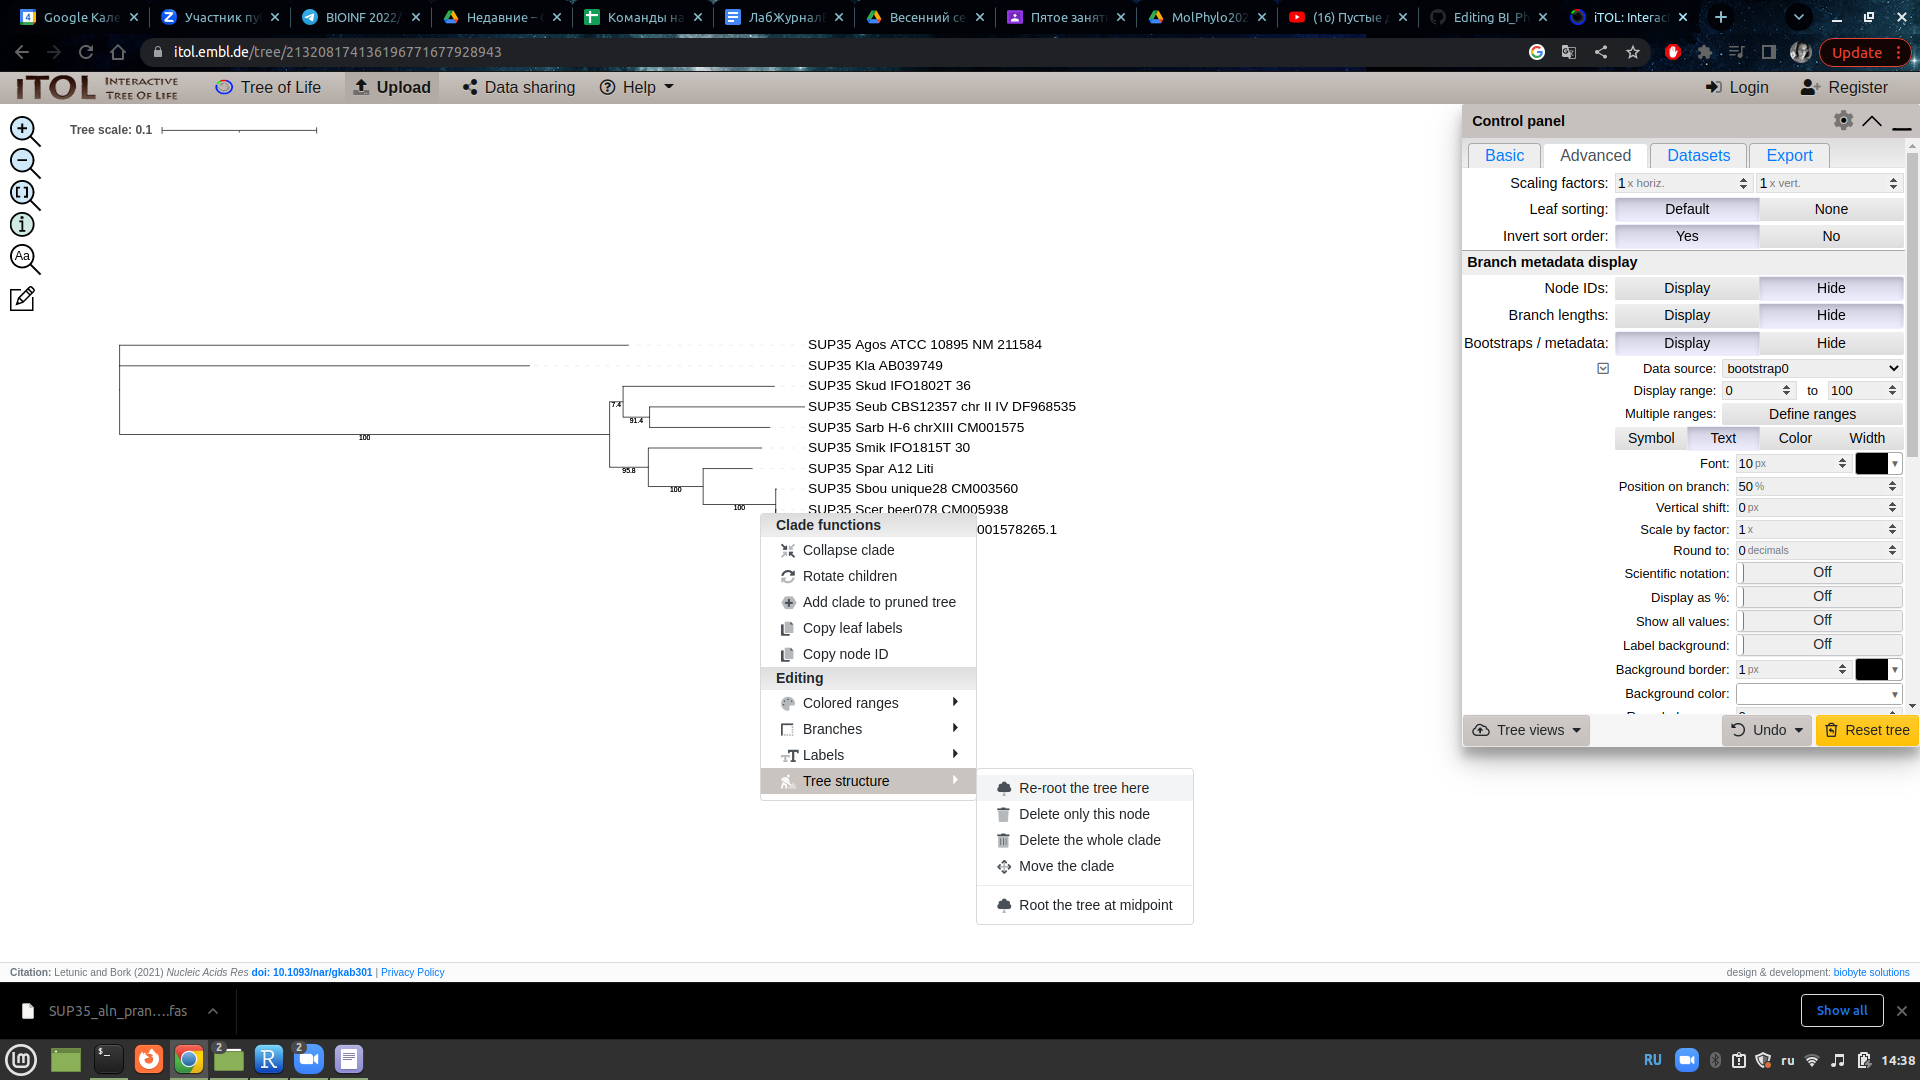 Google Кале
Участник пу
BIOINF 2022/
Недавние –
Команды на
ЛабЖурнал
Весенний се
Пятое занят
MolPhylo202
(16) Пустые
Editing BI_Ph
iTOL: Interac
itol.embl.de/tree/213208174136196771677928943
Update
iTOL INTERACTIVE TREE OF LIFE
Tree of Life
Upload
Data sharing
Help
Login
Register
Tree scale: 0.1
Aa
SUP35 Agos ATCC 10895 NM 211584
SUP35 Kla AB039749
SUP35 Skud IFO1802T 36
7.4
SUP35 Seub CBS12357 chr II IV DF968535
91.4
SUP35 Sarb H-6 chrXIII CM001575
100
SUP35 Smik IFO1815T 30
95.8
SUP35 Spar A12 Liti
100
SUP35 Sbou unique28 CM003560
100
SUP35 Scer beer078 CM005938
001578265.1
Clade functions
Collapse clade
Rotate children
Add clade to pruned tree
Copy leaf labels
Copy node ID
Editing
Colored ranges
Branches
Labels
Tree structure
Re-root the tree here
Delete only this node
Delete the whole clade
Move the clade
Root the tree at midpoint
Control panel
Basic
Advanced
Datasets
Export
Scaling factors: 1 x horiz. 1 x vert.
Leaf sorting: Default None
Invert sort order: Yes No
Branch metadata display
Node IDs: Display Hide
Branch lengths: Display Hide
Bootstraps / metadata: Display Hide
Data source: bootstrap0
Display range: 0 to 100
Multiple ranges: Define ranges
Symbol Text Color Width
Font: 10 px
Position on branch: 50 %
Vertical shift: 0 px
Scale by factor: 1 x
Round to: 0 decimals
Scientific notation: Off
Display as %: Off
Show all values: Off
Label background: Off
Background border: 1 px
Background color:
Tree views
Undo
Reset tree
Citation: Letunic and Bork (2021) Nucleic Acids Res doi: 10.1093/nar/gkab301 | Privacy Policy
design & development: biobyte solutions
SUP35_aln_pran....fas
Show all
2
2
RU
ru
14:38